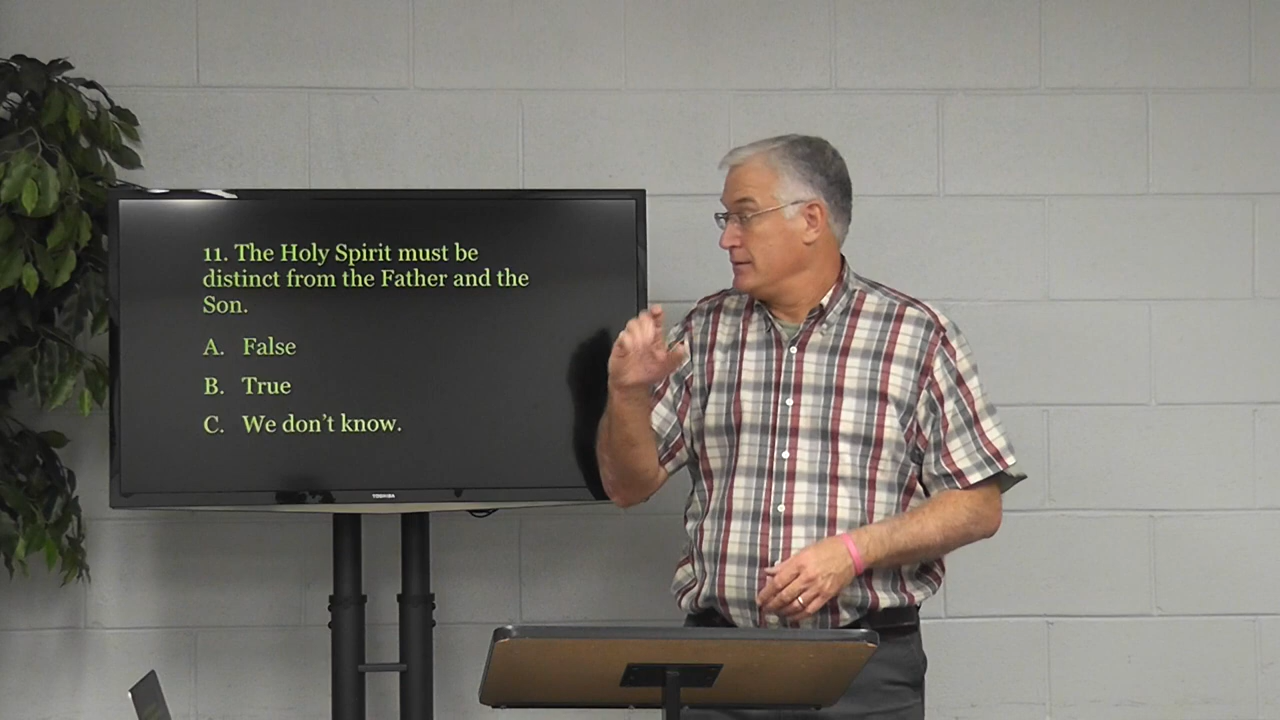 11. The Holy Spirit must be
distinct from the Father and the
Son.
A. False
B. True
C. We don't know.
TOSHIBA